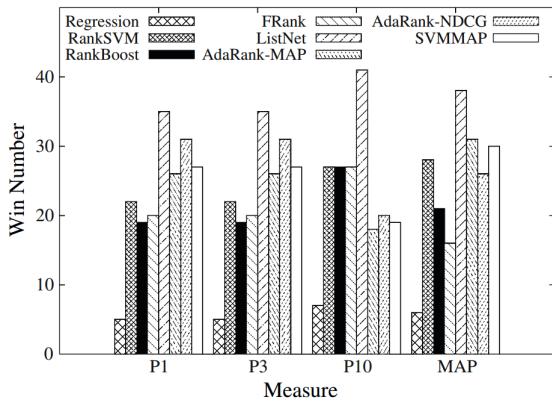 Regression FRank AdaRank-NDCG
RankSVM ListNet SVMMAP
RankBoost AdaRank-MAP
40
30
20
10
0
Win Number
P1 P3 P10 MAP
Measure